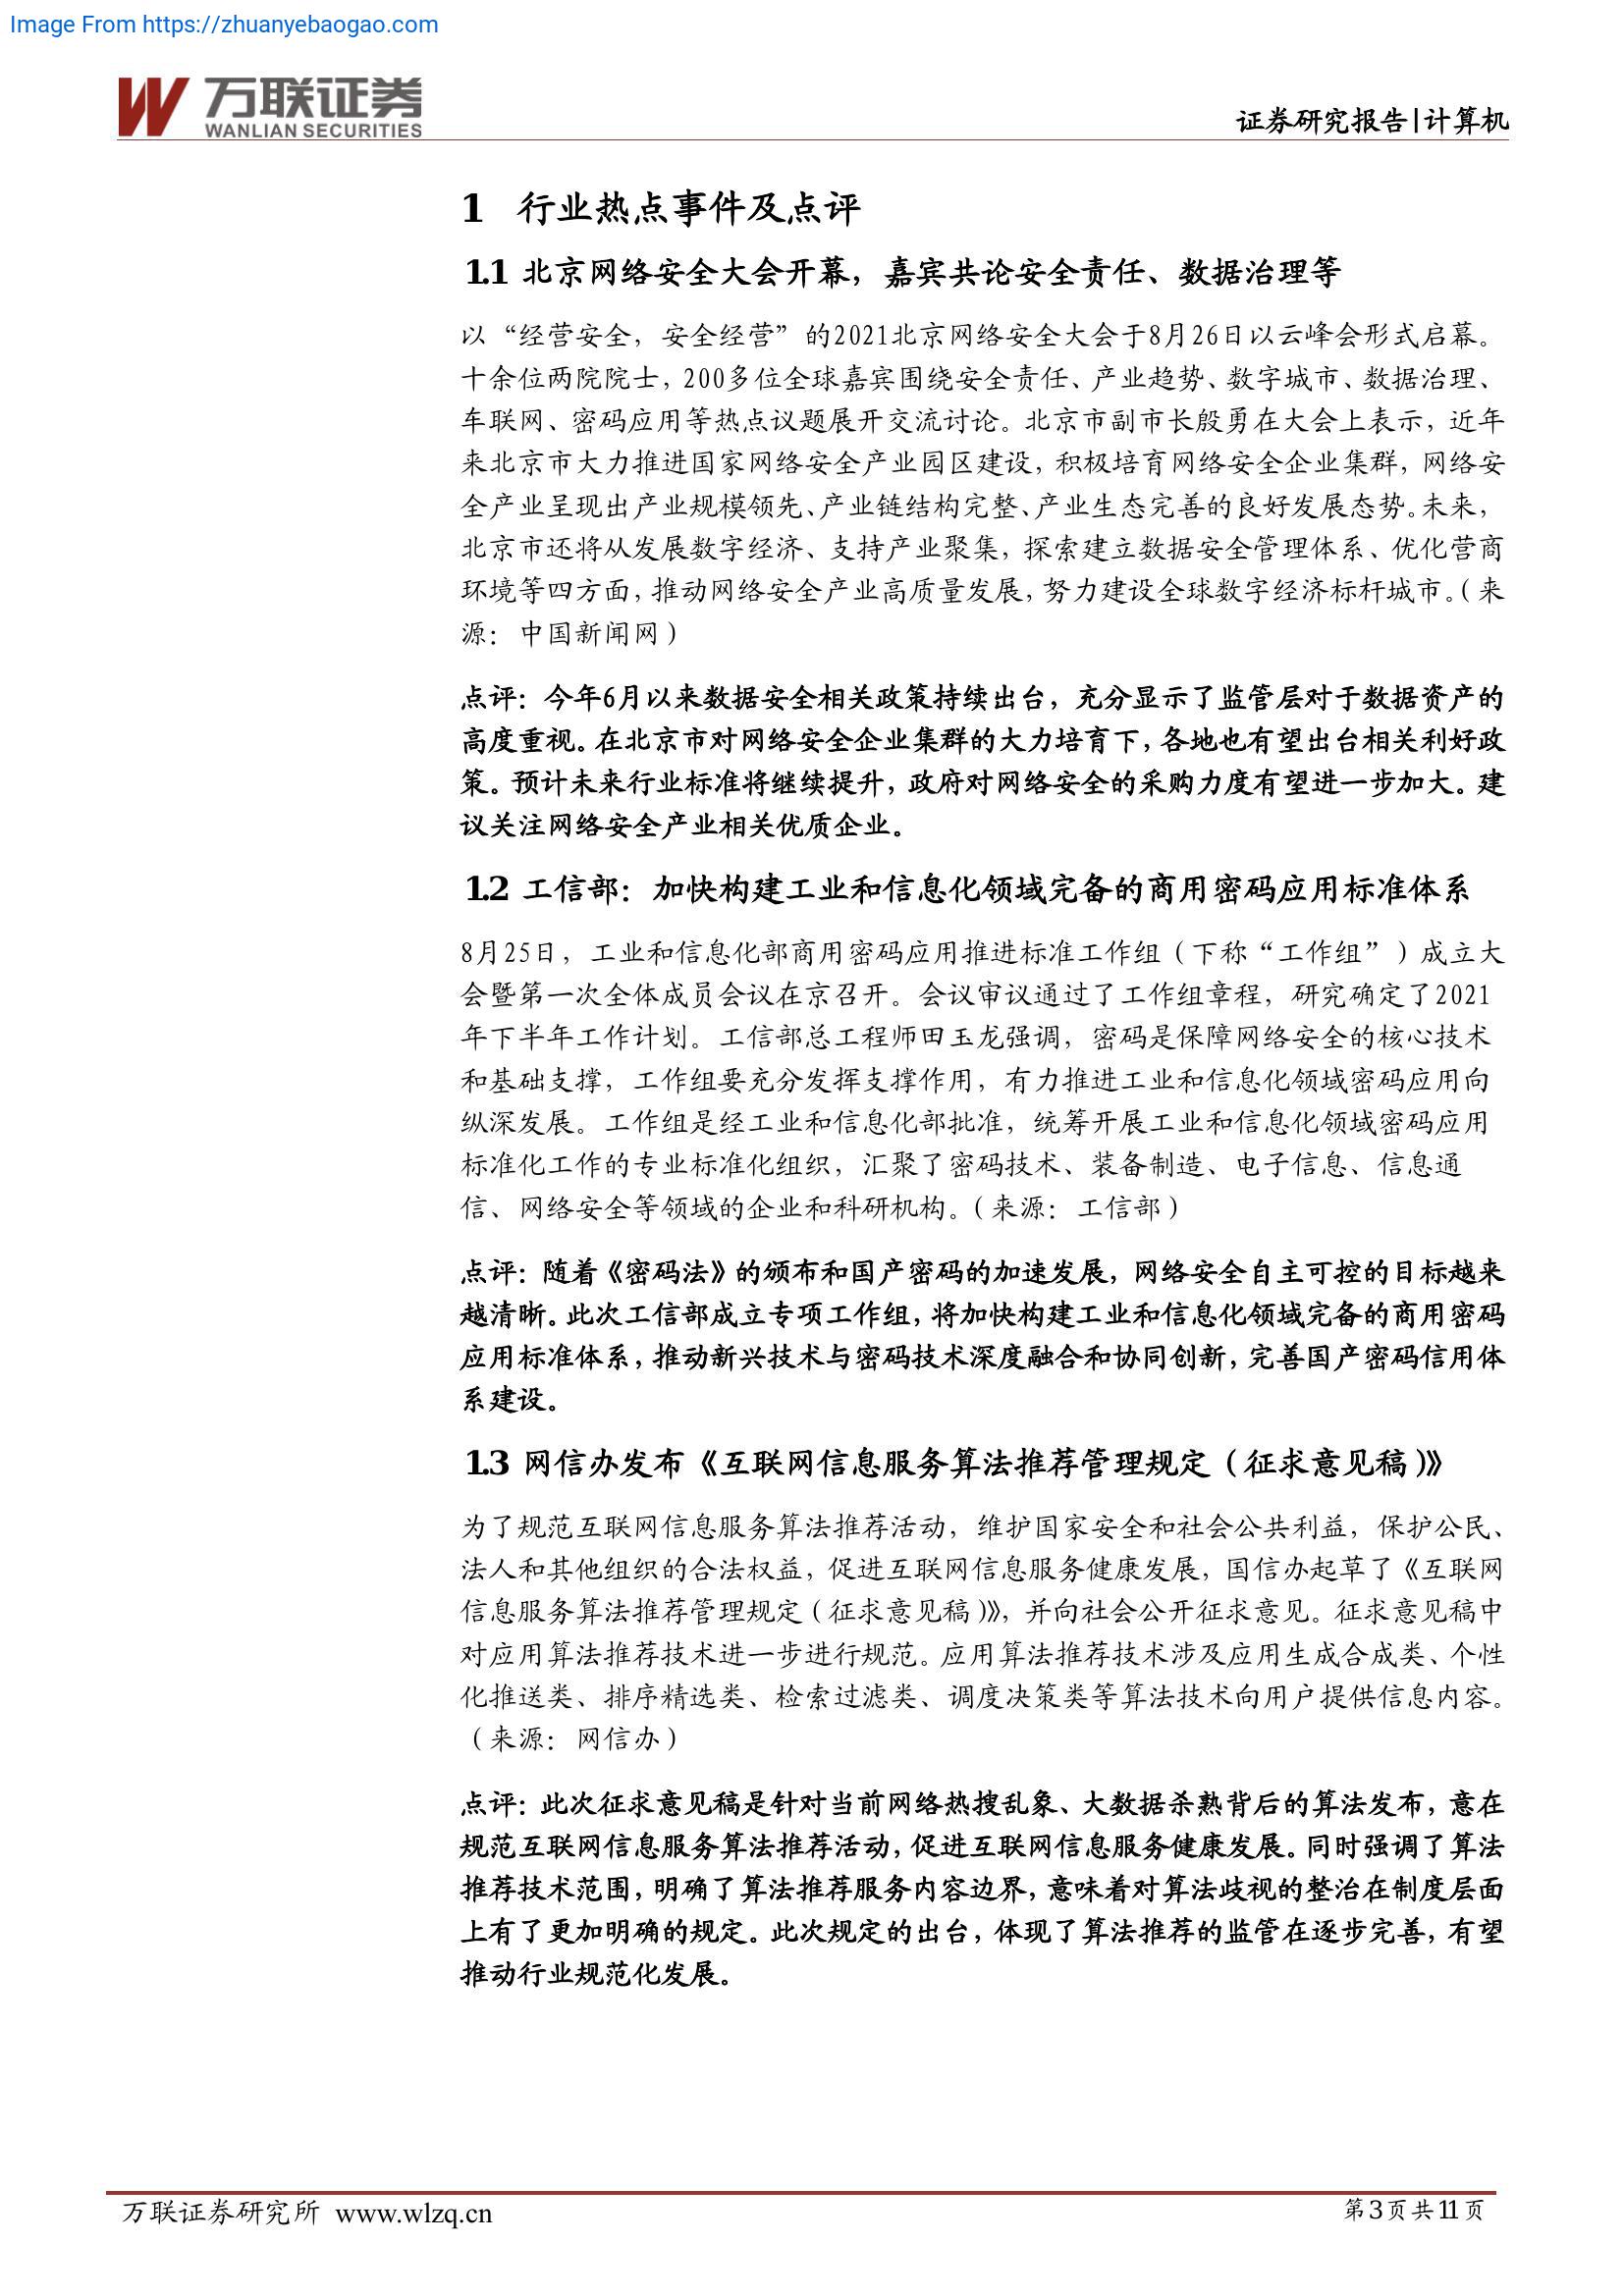 Image From https://zhuanyebaogao.com
万联证券
WANLIAN SECURITIES
证券研究报告|计算机
1 行业热点事件及点评
1.1 北京网络安全大会开幕，嘉宾共论安全责任、数据治理等
以“经营安全，安全经营”的2021北京网络安全大会于8月26日以云峰会形式启幕。
十余位两院院士，200多位全球嘉宾围绕安全责任、产业趋势、数字城市、数据治理、
车联网、密码应用等热点议题展开交流讨论。北京市副市长殷勇在大会上表示，近年
来北京市大力推进国家网络安全产业园区建设，积极培育网络安全企业集群，网络安
全产业呈现出产业规模领先、产业链结构完整、产业生态完善的良好发展态势。未来，
北京市还将从发展数字经济、支持产业聚集，探索建立数据安全管理体系、优化营商
环境等四方面，推动网络安全产业高质量发展，努力建设全球数字经济标杆城市。（来
源：中国新闻网）
点评：今年6月以来数据安全相关政策持续出台，充分显示了监管层对于数据资产的
高度重视。在北京市对网络安全企业集群的大力培育下，各地也有望出台相关利好政
策。预计未来行业标准将继续提升，政府对网络安全的采购力度有望进一步加大。建
议关注网络安全产业相关优质企业。
1.2 工信部：加快构建工业和信息化领域完备的商用密码应用标准体系
8月25日，工业和信息化部商用密码应用推进标准工作组（下称“工作组”）成立大
会暨第一次全体成员会议在京召开。会议审议通过了工作组章程，研究确定了2021
年下半年工作计划。工信部总工程师田玉龙强调，密码是保障网络安全的核心技术
和基础支撑，工作组要充分发挥支撑作用，有力推进工业和信息化领域密码应用向
纵深发展。工作组是经工业和信息化部批准，统筹开展工业和信息化领域密码应用
标准化工作的专业标准化组织，汇聚了密码技术、装备制造、电子信息、信息通
信、网络安全等领域的企业和科研机构。（来源：工信部）
点评：随着《密码法》的颁布和国产密码的加速发展，网络安全自主可控的目标越来
越清晰。此次工信部成立专项工作组，将加快构建工业和信息化领域完备的商用密码
应用标准体系，推动新兴技术与密码技术深度融合和协同创新，完善国产密码信用体
系建设。
1.3 网信办发布《互联网信息服务算法推荐管理规定（征求意见稿）》
为了规范互联网信息服务算法推荐活动，维护国家安全和社会公共利益，保护公民、
法人和其他组织的合法权益，促进互联网信息服务健康发展，国信办起草了《互联网
信息服务算法推荐管理规定（征求意见稿）》，并向社会公开征求意见。征求意见稿中
对应用算法推荐技术进一步进行规范。应用算法推荐技术涉及应用生成合成类、个性
化推送类、排序精选类、检索过滤类、调度决策类等算法技术向用户提供信息内容。
（来源：网信办）
点评：此次征求意见稿是针对当前网络热搜乱象、大数据杀熟背后的算法发布，意在
规范互联网信息服务算法推荐活动，促进互联网信息服务健康发展。同时强调了算法
推荐技术范围，明确了算法推荐服务内容边界，意味着对算法歧视的整治在制度层面
上有了更加明确的规定。此次规定的出台，体现了算法推荐的监管在逐步完善，有望
推动行业规范化发展。
万联证券研究所 www.wlzq.cn
第 3 页 共 11 页